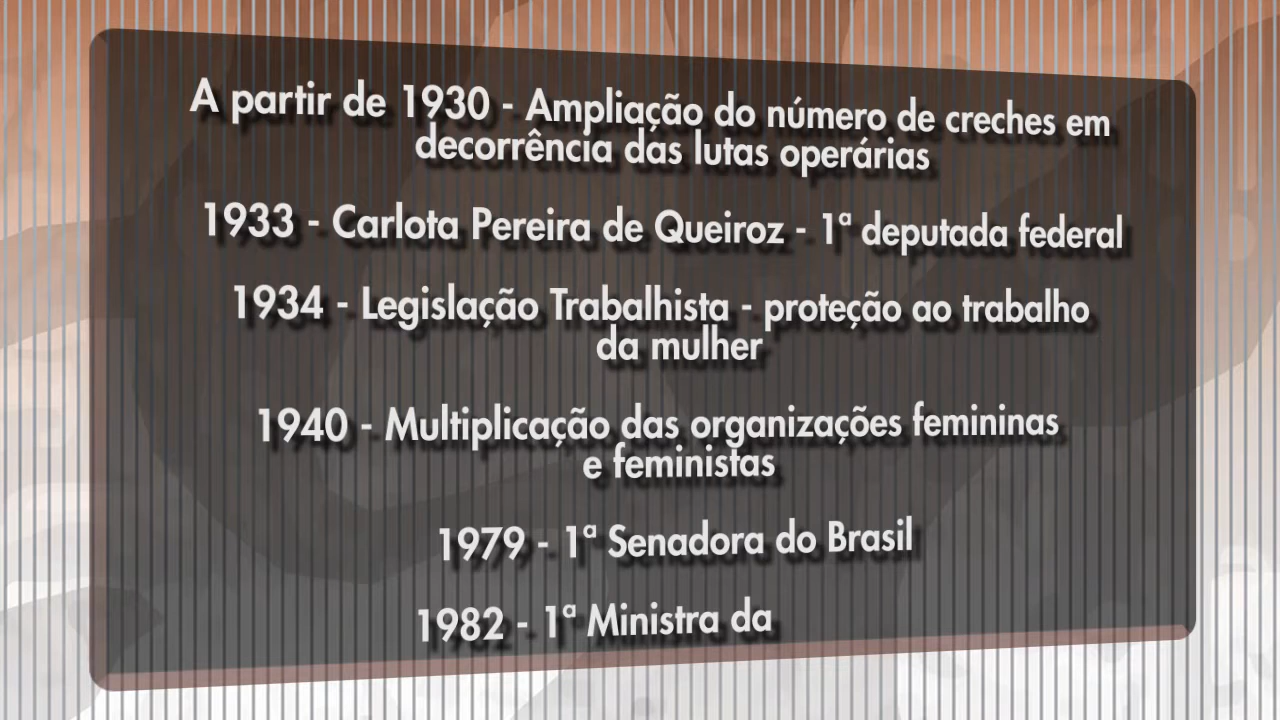 A partir de 1930 - Ampliação do número de creches em
decorrência das lutas operárias
1933 - Carlota Pereira de Queiroz - 1ª deputada federal
1934 - Legislação Trabalhista - proteção ao trabalho
da mulher
1940 - Multiplicação das organizações femininas
e feministas
1979 - 1ª Senadora do Brasil
1982 - 1ª Ministra da